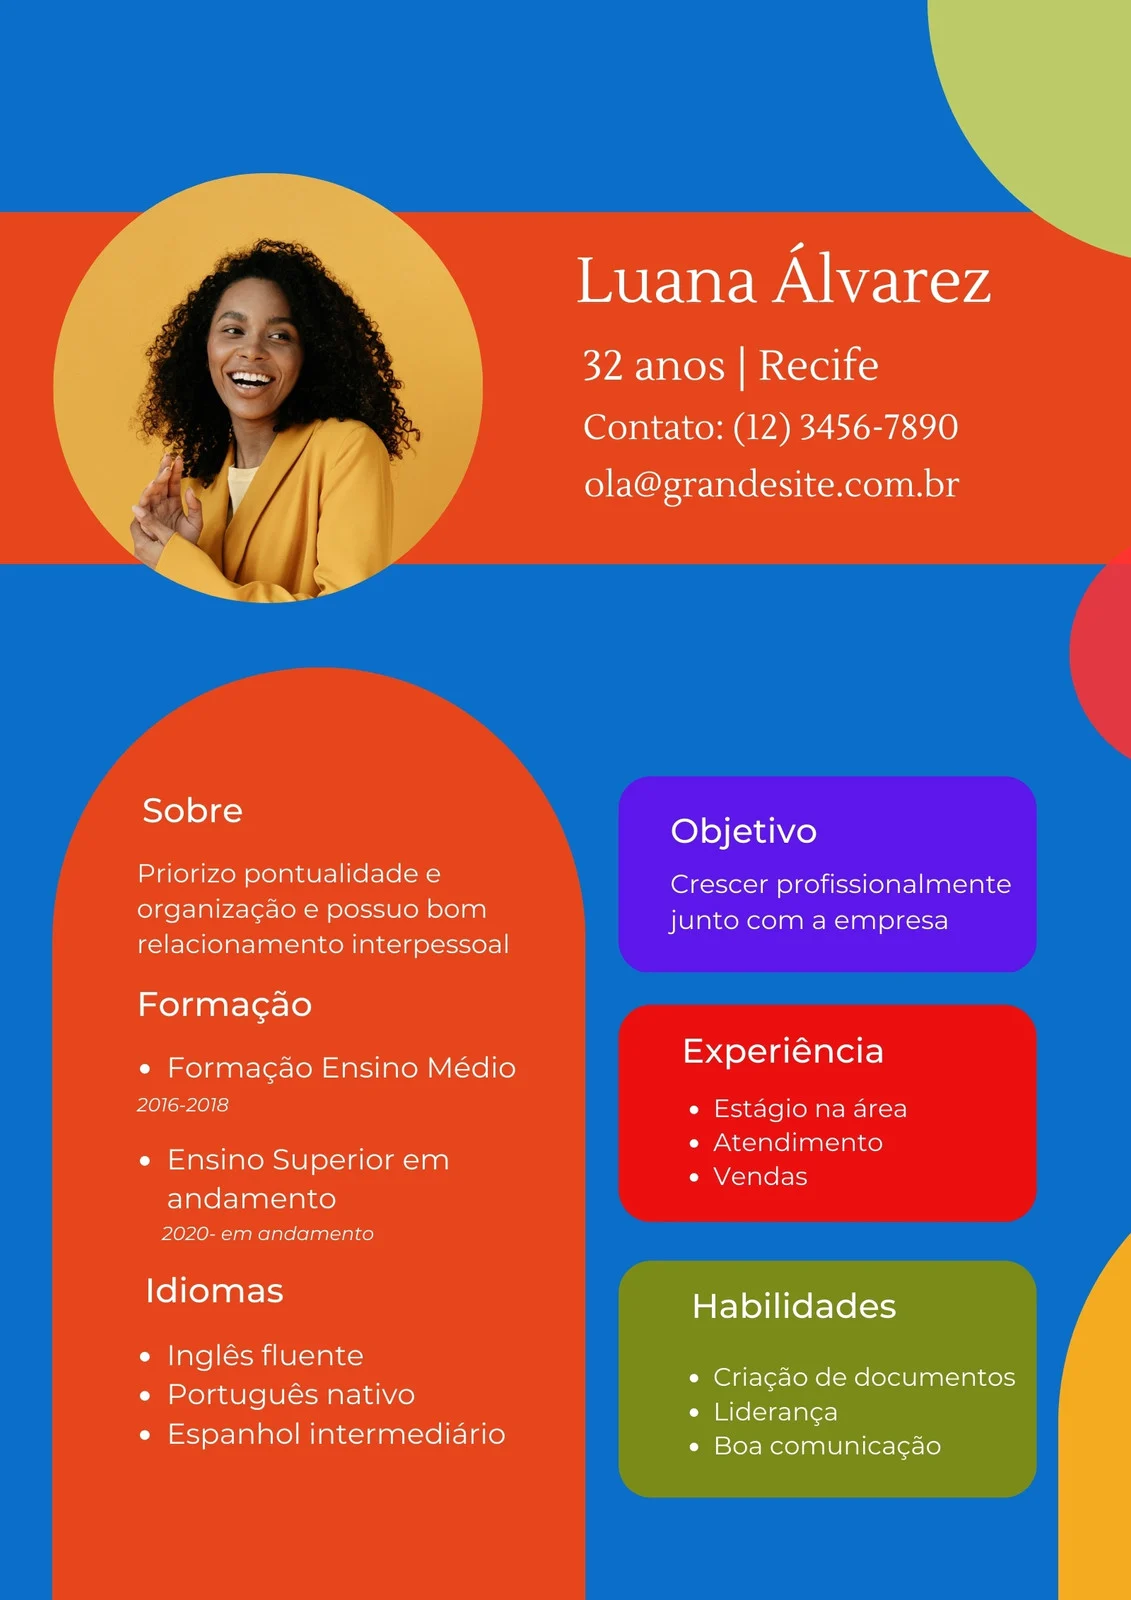 Luana Álvarez
32 anos | Recife
Contato: (12) 3456-7890
ola@grandesite.com.br
Sobre
Priorizo pontualidade e
organização e possuo bom
relacionamento interpessoal
Formação
• Formação Ensino Médio
2016-2018
• Ensino Superior em
andamento
2020- em andamento
Idiomas
• Inglês fluente
• Português nativo
• Espanhol intermediário
Objetivo
Crescer profissionalmente
junto com a empresa
Experiência
• Estágio na área
• Atendimento
• Vendas
Habilidades
• Criação de documentos
• Liderança
• Boa comunicação